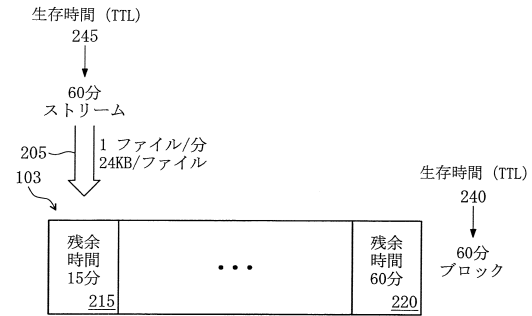 生存時間 (TTL)
245
60分
ストリーム
205
1 ファイル/分
24KB/ファイル
103
生存時間 (TTL)
240
60分
ブロック
残余
時間
15分
215
•••
残余
時間
60分
220